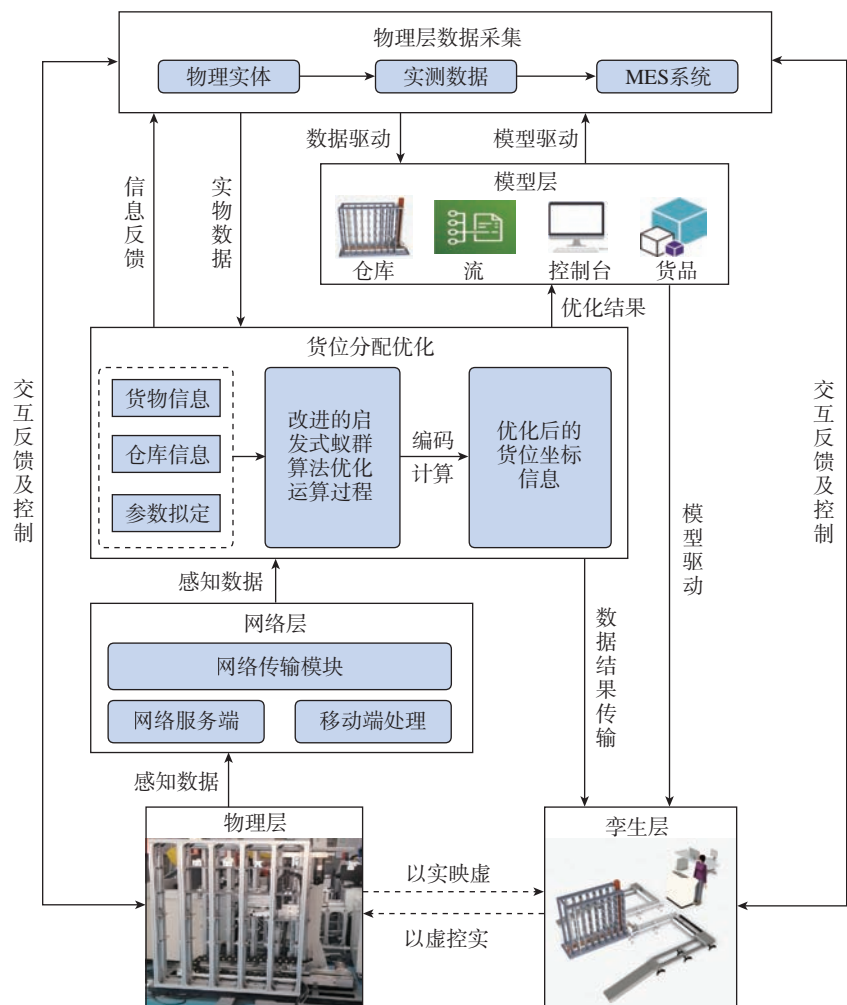 物理层数据采集
物理实体
实测数据
MES系统
数据驱动
模型驱动
信息反馈
实物数据
模型层
仓库
流
控制台
货品
优化结果
货位分配优化
货物信息
仓库信息
参数拟定
改进的启
发式蚁群
算法优化
运算过程
编码
计算
优化后的
货位坐标
信息
交互反馈及控制
交互反馈及控制
模型驱动
感知数据
网络层
网络传输模块
网络服务端
移动端处理
数据结果传输
感知数据
物理层
孪生层
以实映虚
以虚控实